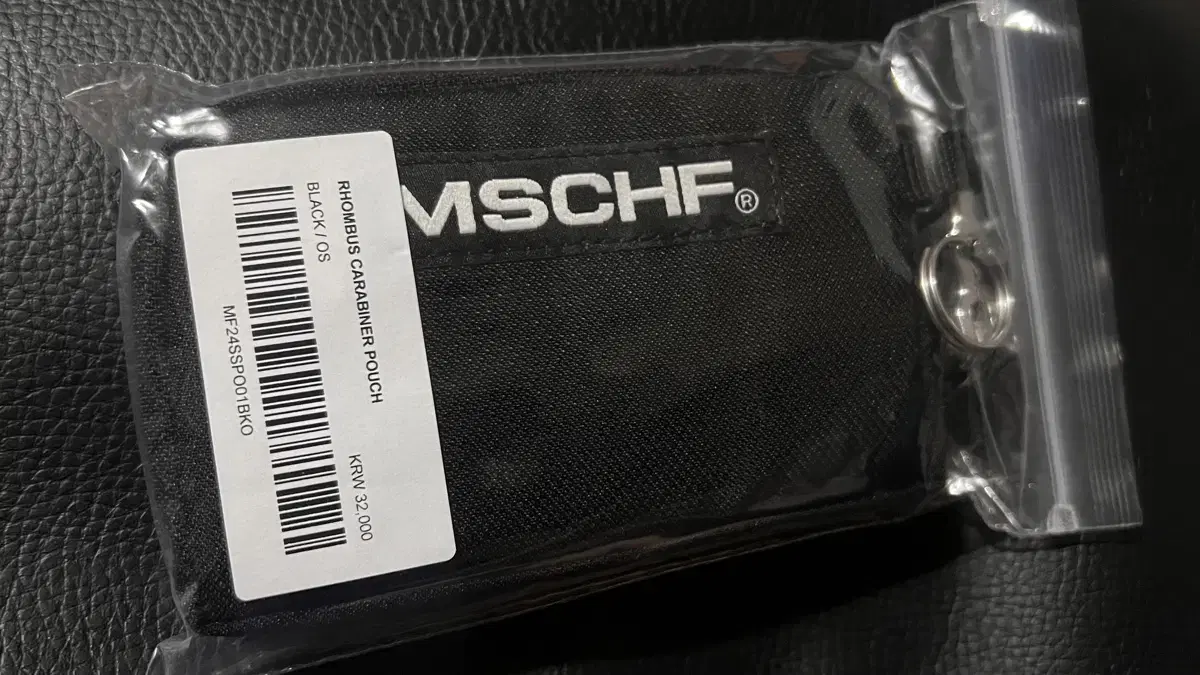 MSCHF®
RHOMBUS CARABINER POUCH
BLACK / OS
KRW 32,000
MF24SSPO01BKO